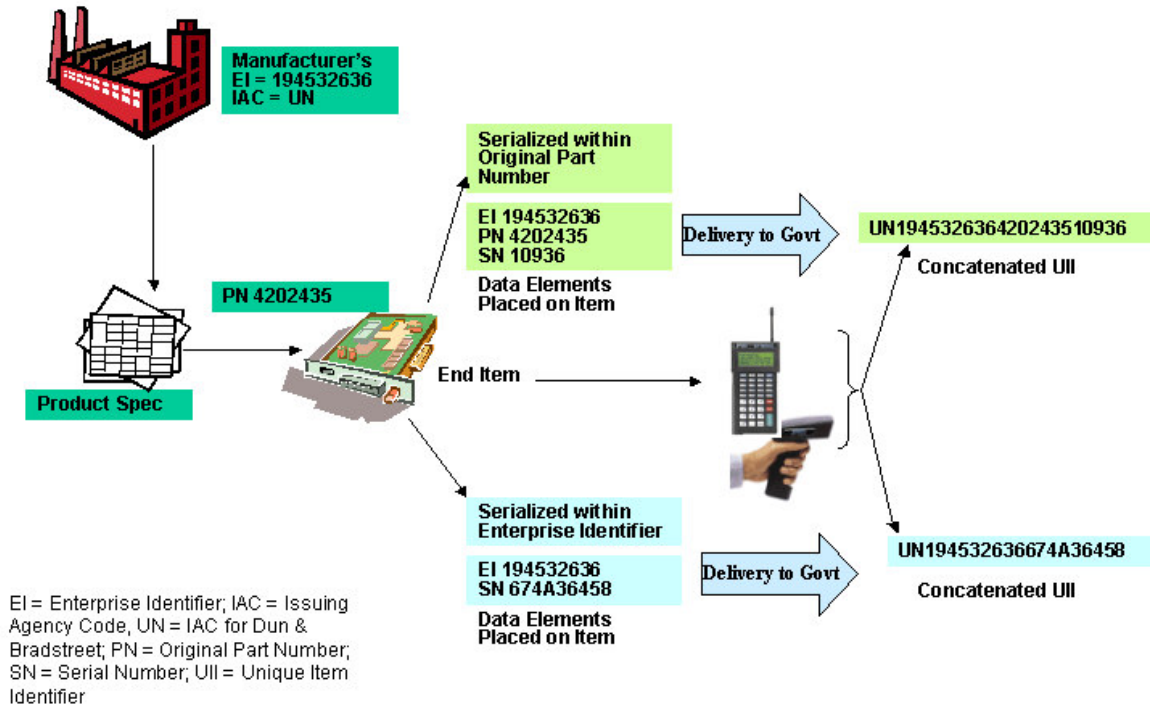 Manufacturer's
EI = 194532636
IAC = UN
Serialized within
Original Part
Number
EI 194532636
PN 4202435
SN 10936
Data Elements
Placed on Item
Delivery to Govt
UN194532636420243510936
Concatenated UII
PN 4202435
Product Spec
End Item
Serialized within
Enterprise Identifier
EI 194532636
SN 674A36458
Data Elements
Placed on Item
Delivery to Govt
UN194532636674A36458
Concatenated UII
EI = Enterprise Identifier; IAC = Issuing
Agency Code, UN = IAC for Dun &
Bradstreet; PN = Original Part Number;
SN = Serial Number; UII = Unique Item
Identifier